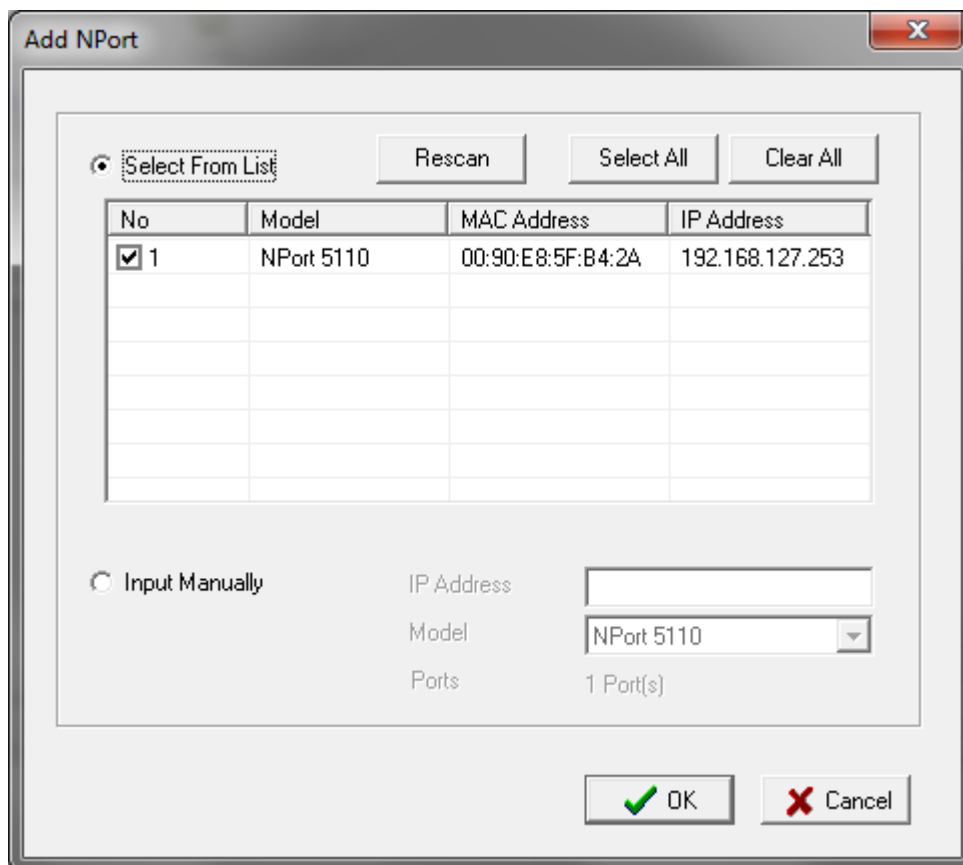 Add NPort
Select From List Rescan Select All Clear All
No Model MAC Address IP Address
1 NPort 5110 00:90:E8:5F:B4:2A 192.168.127.253
Input Manually IP Address
Model NPort 5110
Ports 1 Port(s)
OK Cancel